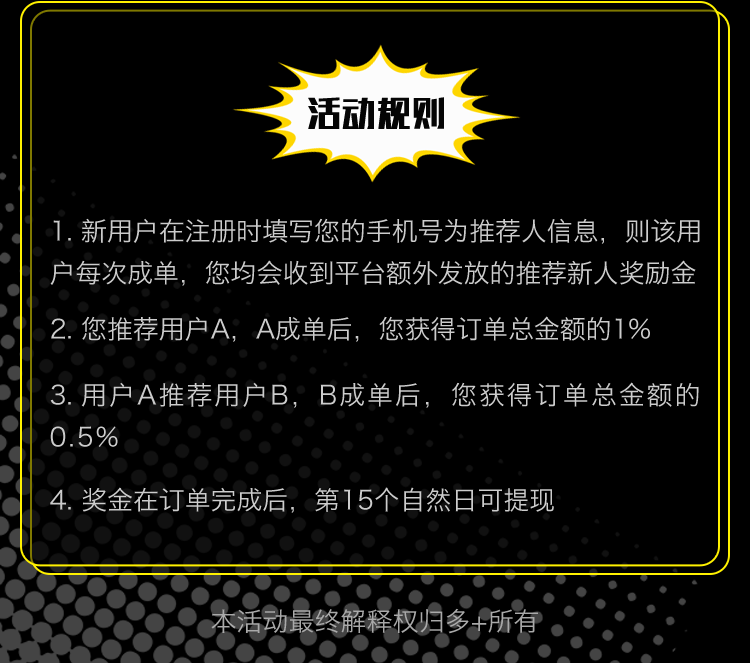 活动规则
1. 新用户在注册时填写您的手机号为推荐人信息，则该用
户每次成单，您均会收到平台额外发放的推荐新人奖励金
2. 您推荐用户A，A成单后，您获得订单总金额的1%
3. 用户A推荐用户B，B成单后，您获得订单总金额的
0.5%
4. 奖金在订单完成后，第15个自然日可提现
本活动最终解释权归多+所有